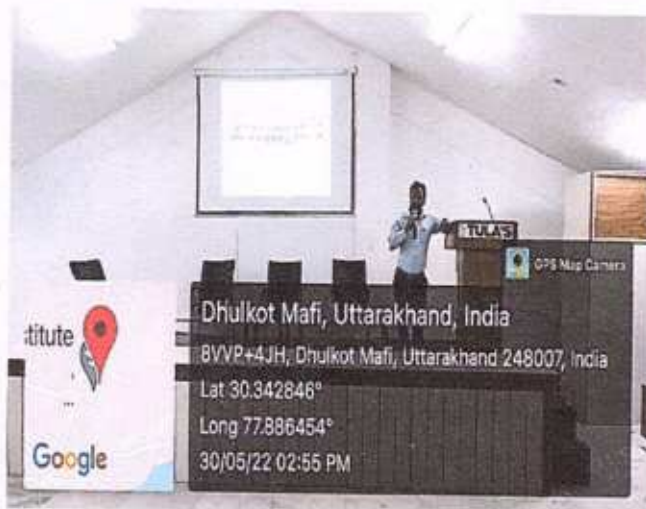 TULA'S
GPS Map Camera
stitute
Google
Dhulkot Mafi, Uttarakhand, India
8VVP+4JH, Dhulkot Mafi, Uttarakhand 248007, India
Lat 30.342846°
Long 77.886454°
30/05/22 02:55 PM